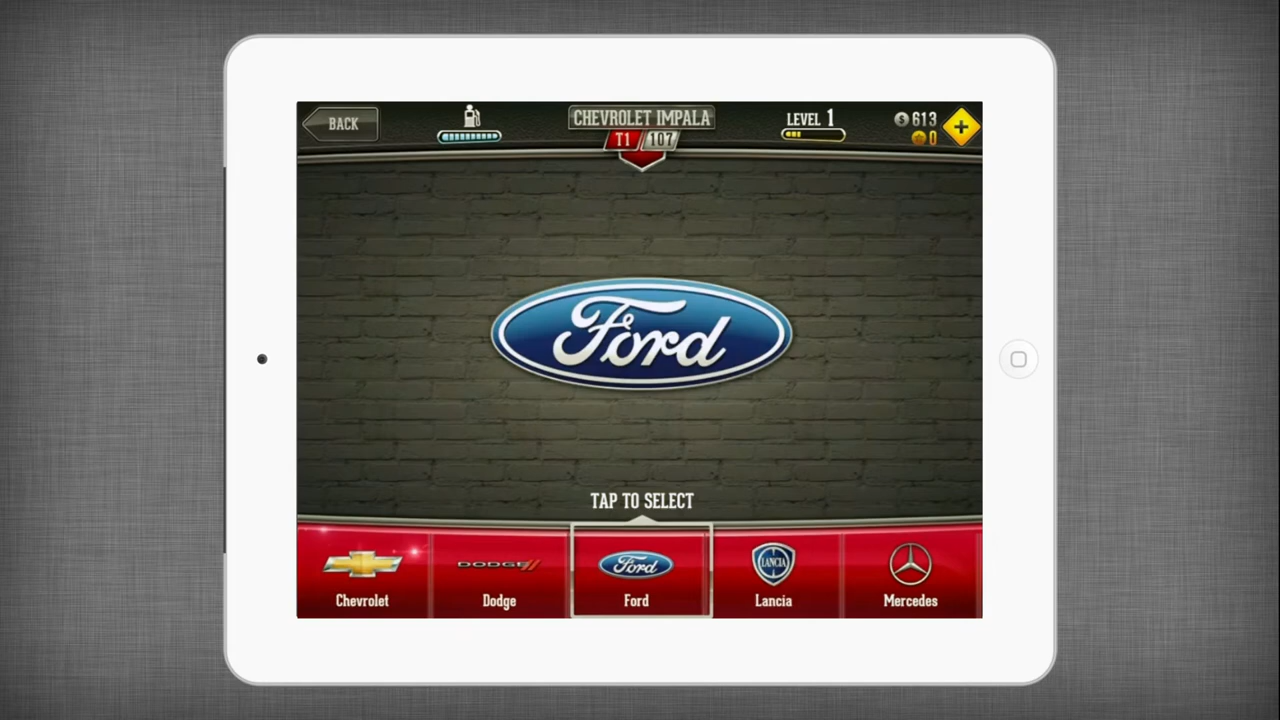 BACK
CHEVROLET IMPALA
T1 107
LEVEL 1
613
0
Ford
TAP TO SELECT
DODGE
Ford
LANCIA
Chevrolet
Dodge
Ford
Lancia
Mercedes